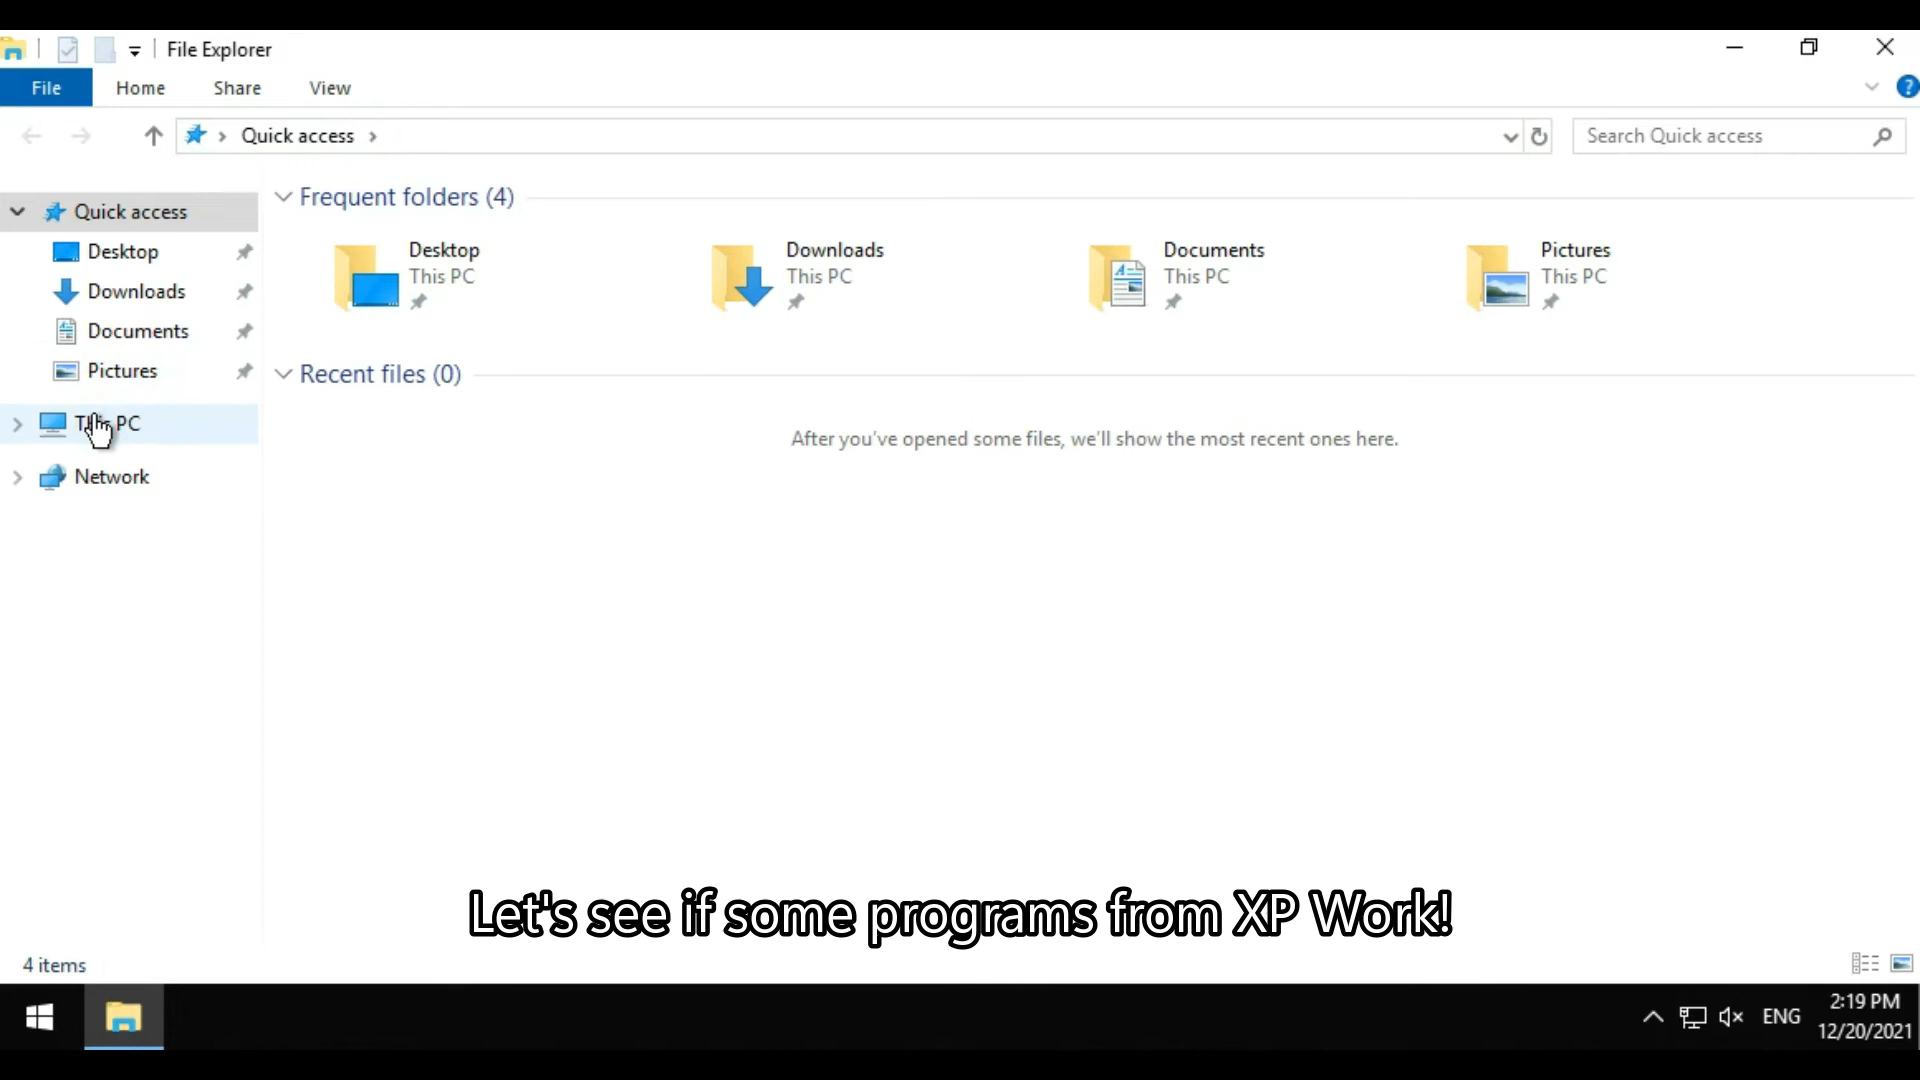 File Explorer
File Home Share View
?
Quick access
Search Quick access
Quick access
Desktop
Downloads
Documents
Pictures
This PC
Network
Frequent folders (4)
Desktop
This PC
Downloads
This PC
Documents
This PC
Pictures
This PC
Recent files (0)
After you've opened some files, we'll show the most recent ones here.
Let's see if some programs from XP Work!
4 items
ENG
2:19 PM
12/20/2021